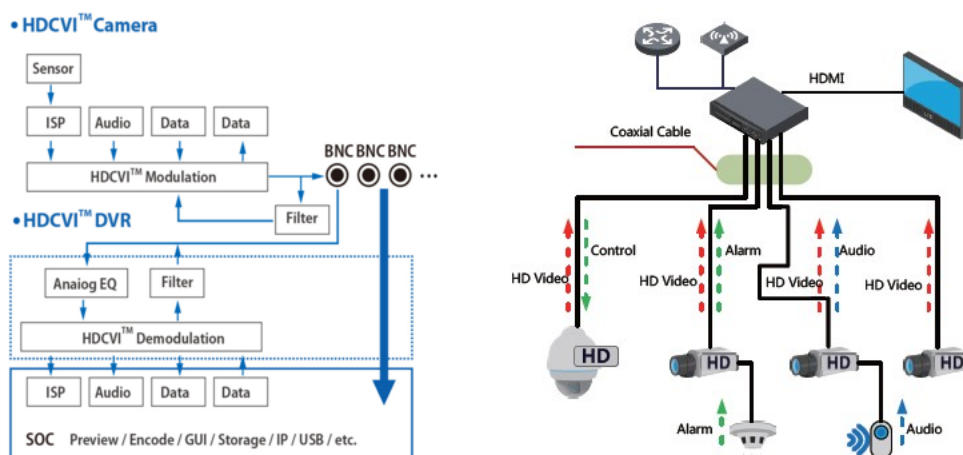 • HDCVI™ Camera
Sensor
ISP Audio Data Data
HDCVI™ Modulation
BNC BNC BNC
...
Filter
• HDCVI™ DVR
Anaiog EQ Filter
HDCVI™ Demodulation
ISP Audio Data Data
SOC Preview / Encode / GUI / Storage / IP / USB / etc.
HDMI
Coaxial Cable
Control Alarm Audio
HD Video HD Video HD Video HD Video
HD HD HD HD
Alarm Audio